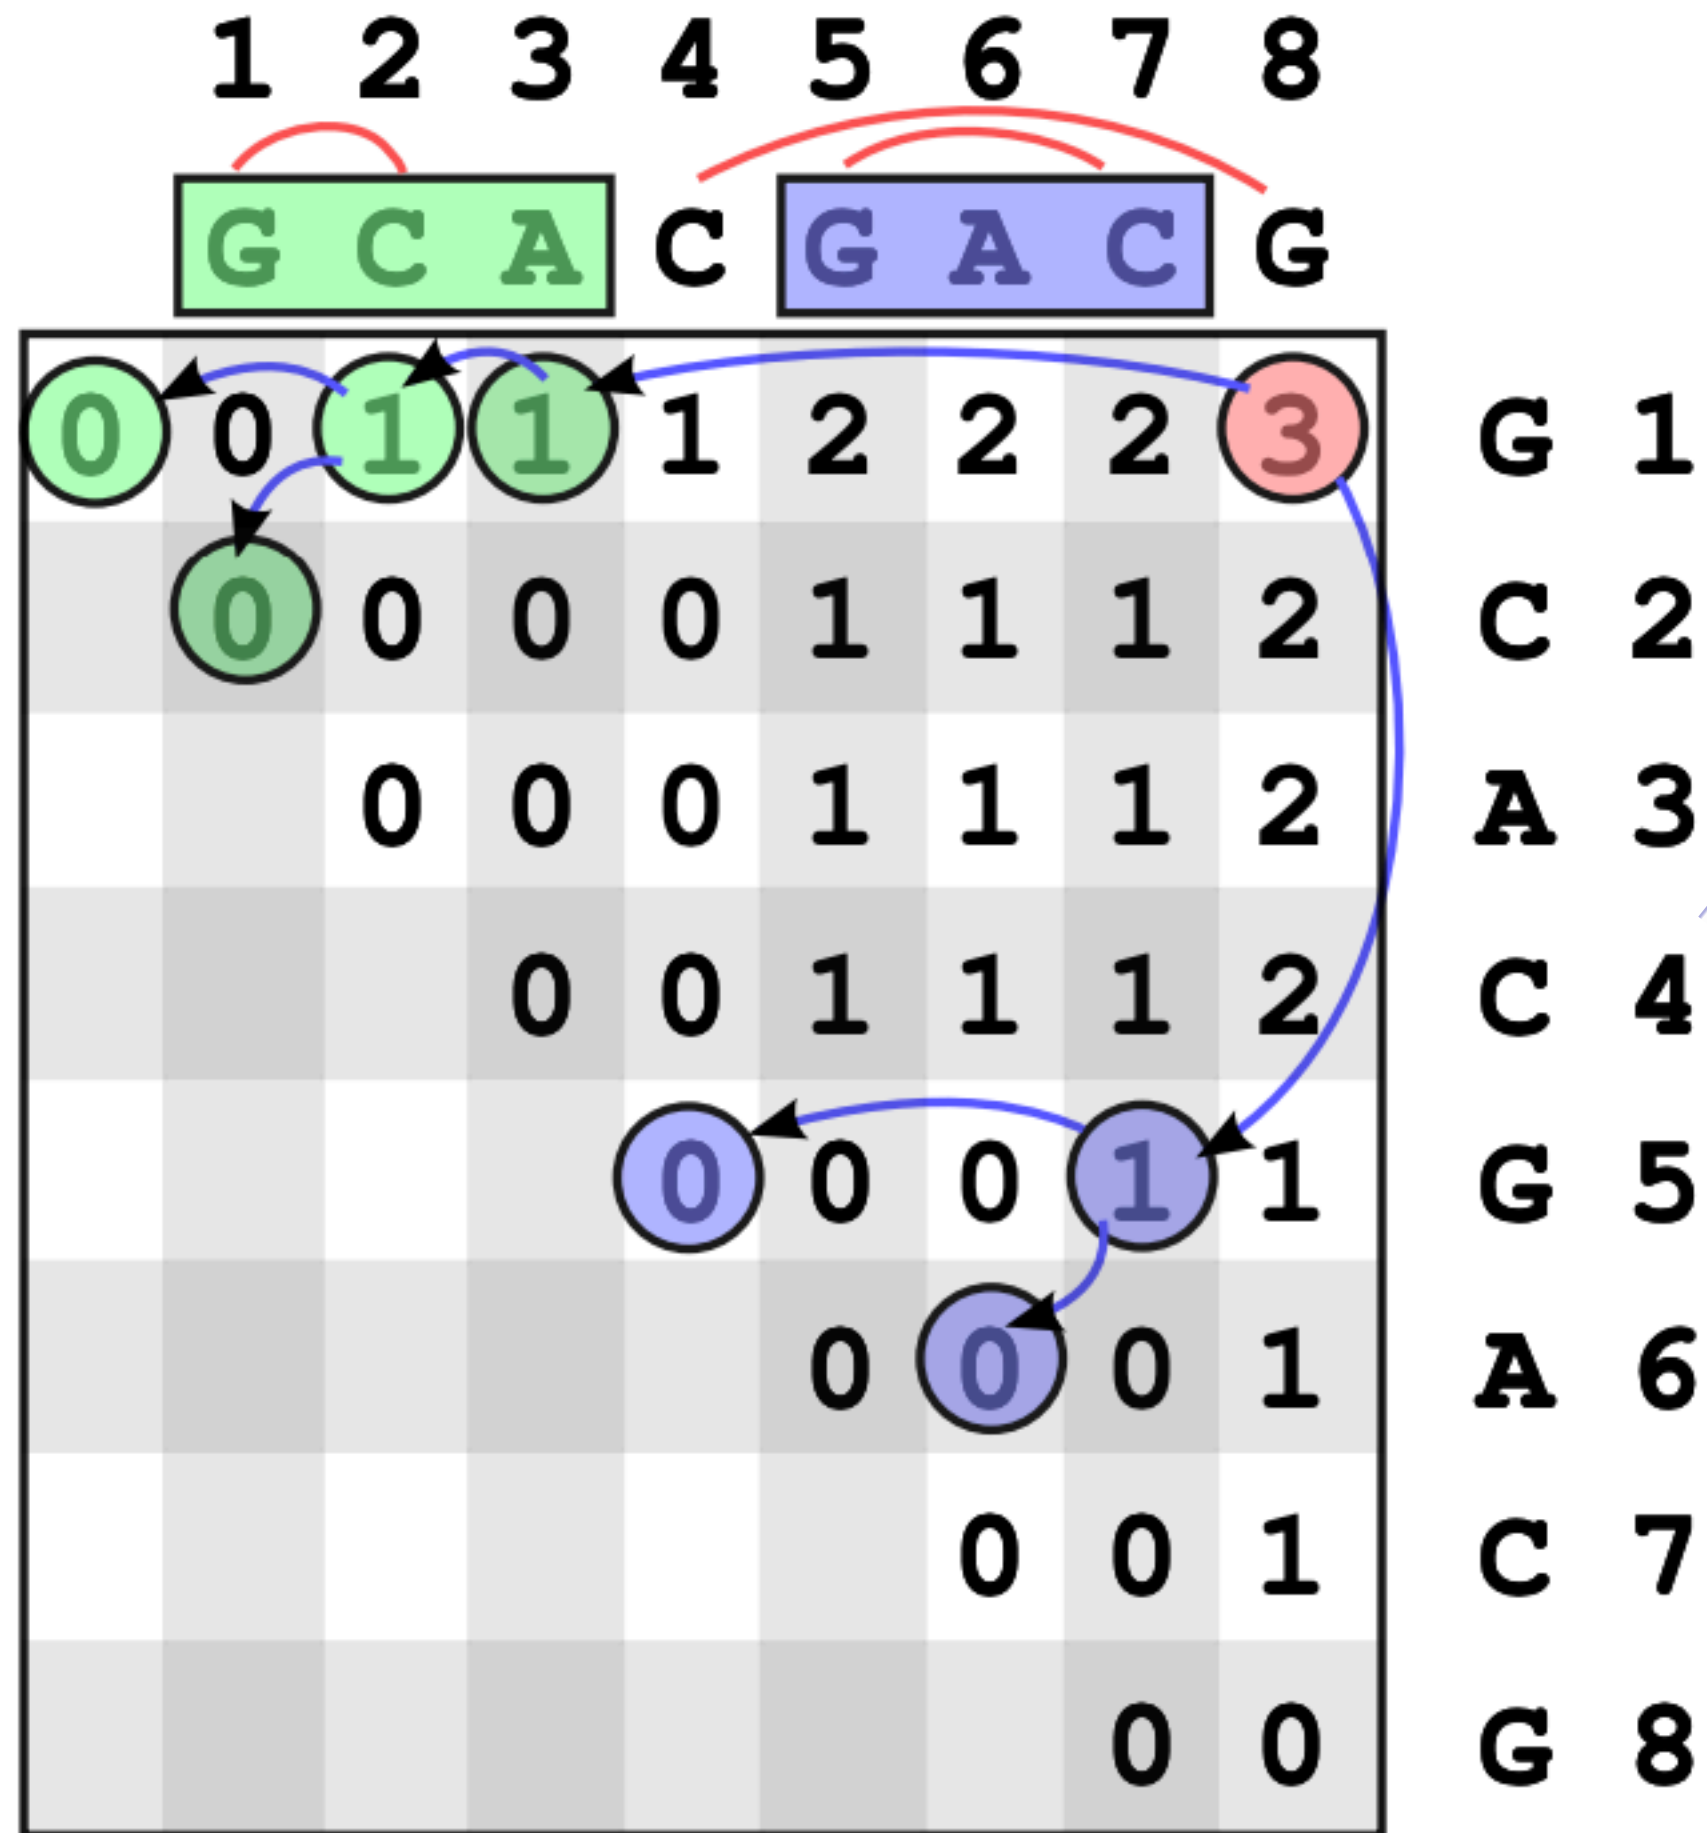 1 2 3 4 5 6 7 8
G C A C G A C G
0 0 1 1 1 2 2 2 3 G 1
0 0 0 0 1 1 1 2 C 2
0 0 0 1 1 1 2 A 3
0 0 1 1 1 2 C 4
0 0 0 1 1 G 5
0 0 0 1 A 6
0 0 1 C 7
0 0 G 8